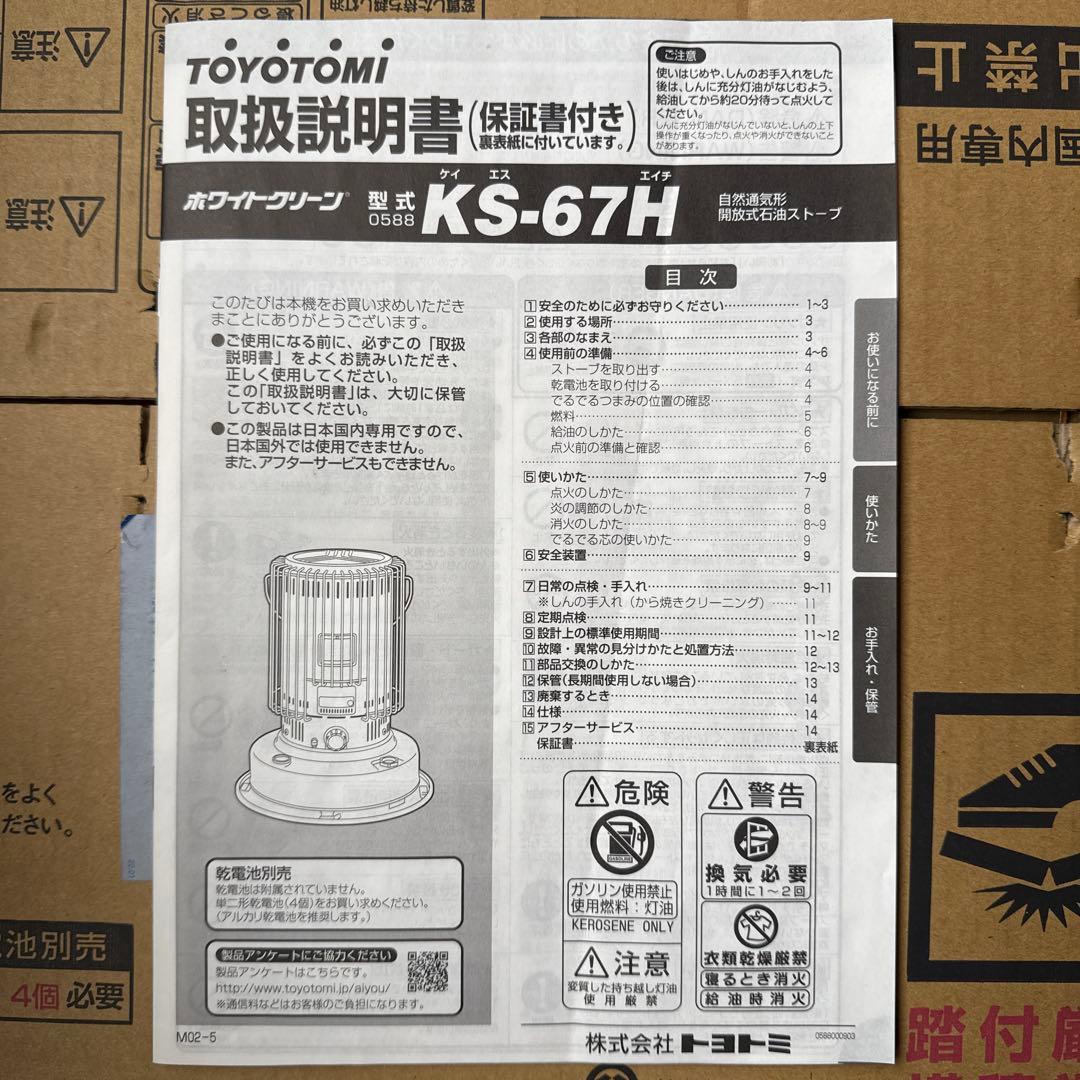 TOYOTOMI
取扱説明書(保証書付き 裏表紙に付いています。)
ご注意
使いはじめや、しんのお手入れをした
後は、しんに充分灯油がなじむよう、
給油してから約20分待って点火して
ください。
しんに充分灯油がなじんでいないと、しんの上下
操作が重くなったり、点火や消火ができないこと
があります。
ホワイトクリーン®
型式
0588
ケイ エス エイチ
KS-67H
自然通気形
開放式石油ストーブ
このたびは本機をお買い求めいただき
まことにありがとうございます。
●ご使用になる前に、必ずこの「取扱
説明書」をよくお読みいただき、
正しく使用してください。
この「取扱説明書」は、大切に保管
しておいてください。
●この製品は日本国内専用ですので、
日本国外では使用できません。
また、アフターサービスもできません。
目次
1 安全のために必ずお守りください 1~3
2 使用する場所 3
3 各部のなまえ 3
4 使用前の準備 4~6
ストーブを取り出す 4
乾電池を取り付ける 4
でるでるつまみの位置の確認 4
燃料 5
給油のしかた 6
点火前の準備と確認 6
5 使いかた 7~9
点火のしかた 7
炎の調節のしかた 8
消火のしかた 8~9
でるでる芯の使いかた 9
6 安全装置 9
7 日常の点検・手入れ 9~11
※しんの手入れ(から焼きクリーニング) 11
8 定期点検 11
9 設計上の標準使用期間 11~12
10 故障・異常の見分けかたと処置方法 12
11 部品交換のしかた 12~13
12 保管(長期間使用しない場合) 13
13 廃棄するとき 14
14 仕様 14
15 アフターサービス 14
保証書 裏表紙
お使いになる前に
使いかた
お手入れ・保管
乾電池別売
乾電池は附属されていません。
単二形乾電池(4個)をお買い求めください。
(アルカリ乾電池を推奨します。)
製品アンケートにご協力ください
製品アンケートはこちらです。
http://www.toyotomi.jp/aiyou/
※通信料などはお客様のご負担になります。
危険
GASOLINE
ガソリン使用禁止
使用燃料:灯油
KEROSENE ONLY
注意
変質した持ち越し灯油
使用厳禁
警告
換気必要
1時間に1~2回
衣類乾燥厳禁
寝るとき消火
給油時消火
M02-5
株式会社トヨトミ
0588000903
注意
注意
禁止
国内専用
をよく
ださい。
池別売
4個 必要
踏付厳